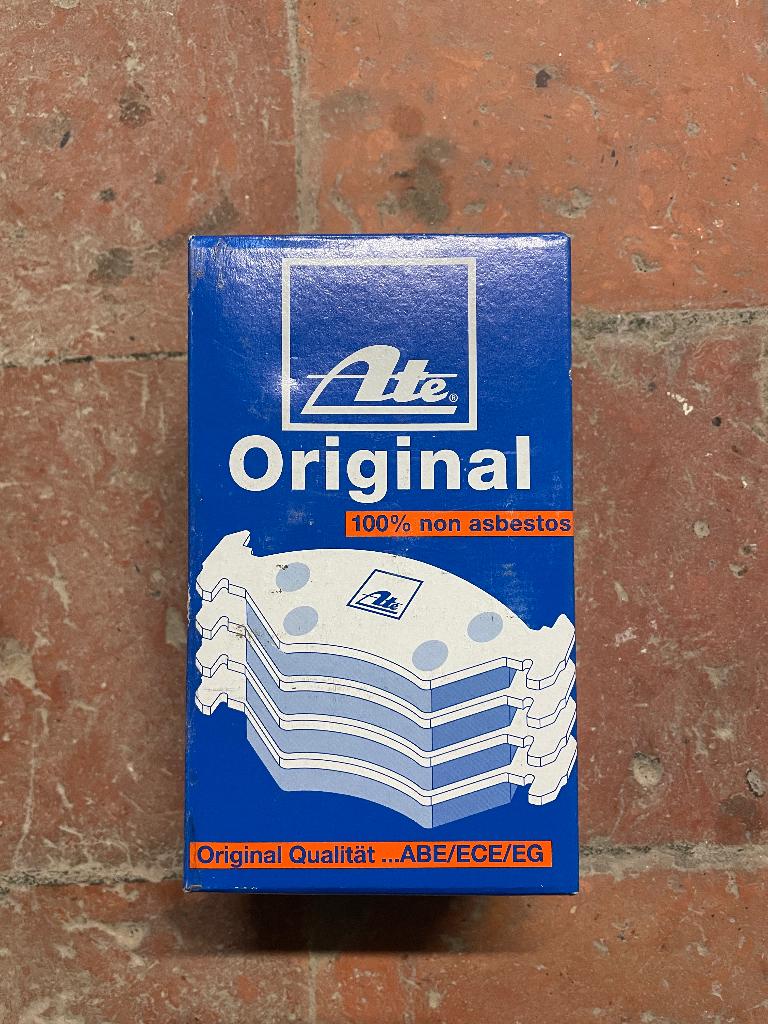 Ate®
Original
100% non asbestos
Ate
Original Qualität ...ABE/ECE/EG